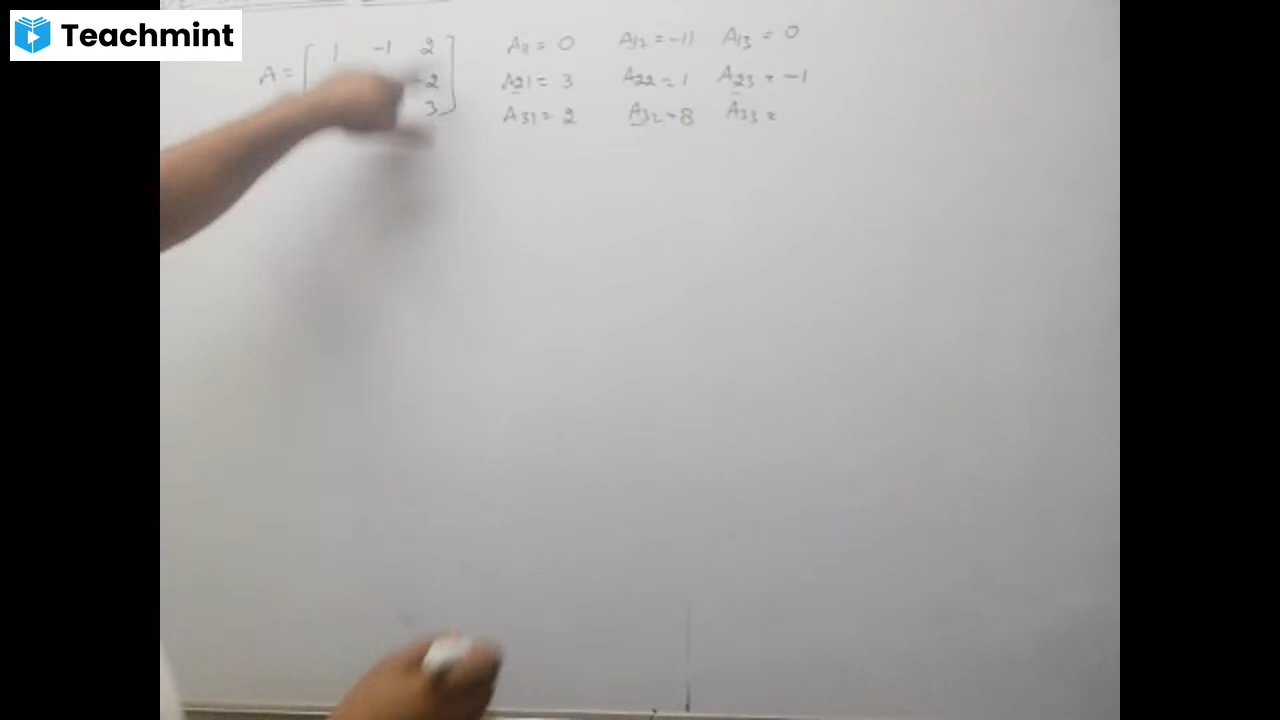 Teachmint
1 -1 2 A11 = 0 A12 = -11 A13 = 0
A = -2 A21 = 3 A22 = 1 A23 = -1
3 A31 = 2 A32 = 8 A33 =